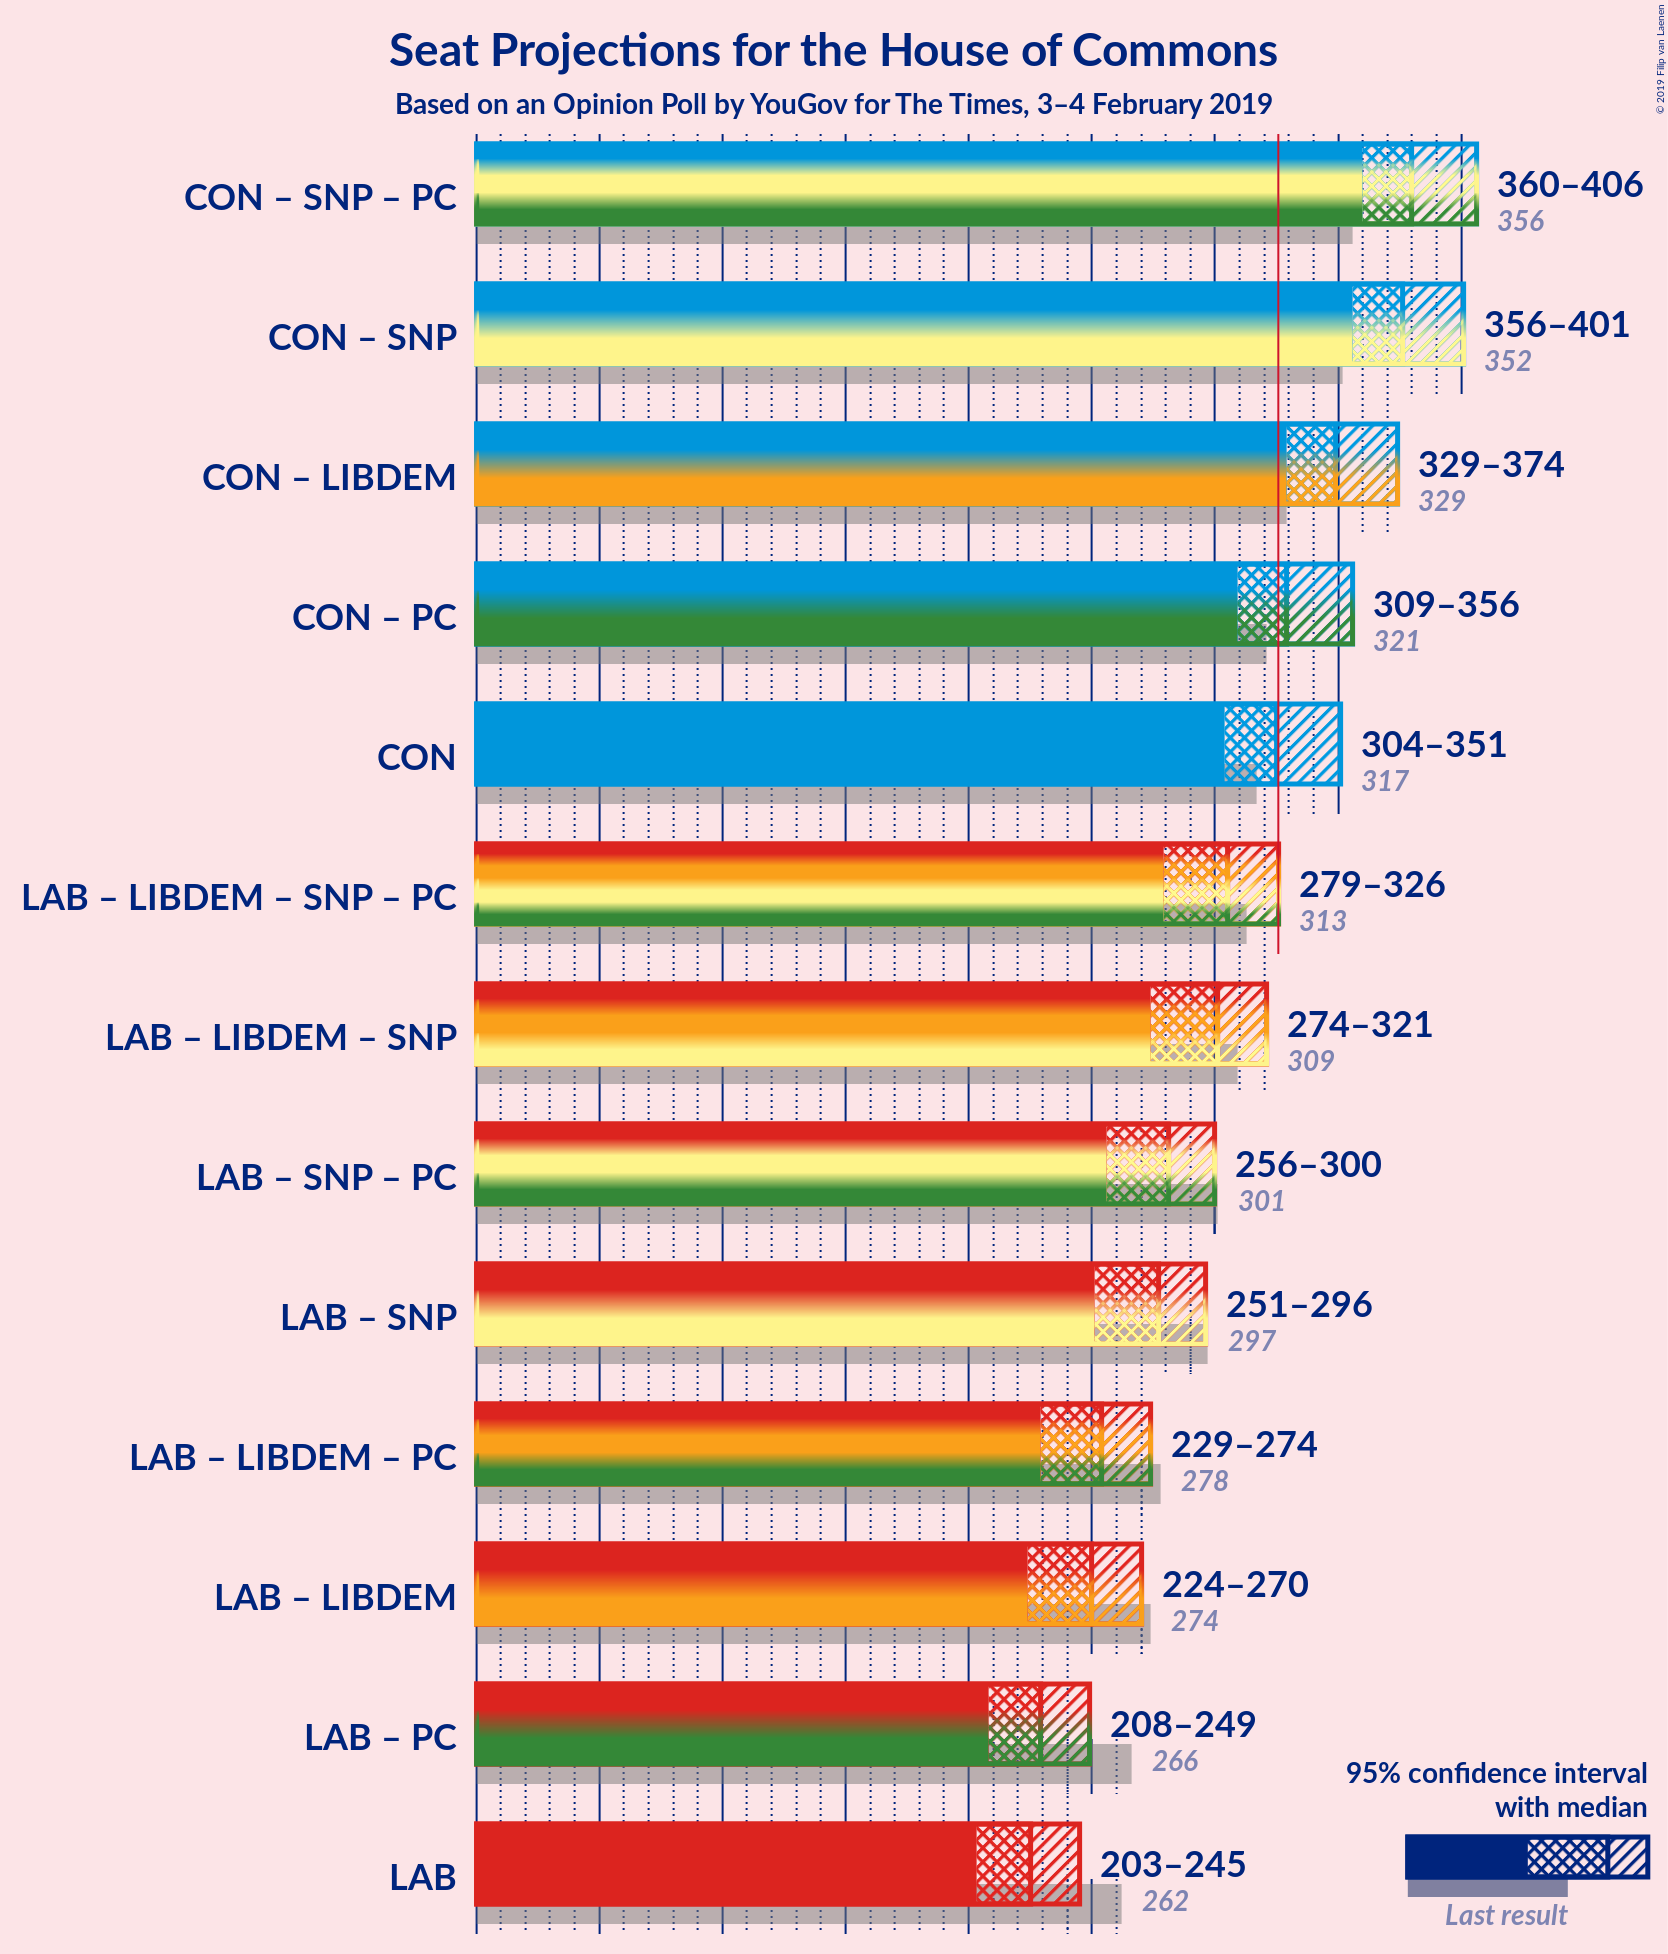 Seat Projections for the House of Commons
Based on an Opinion Poll by YouGov for The Times, 3–4 February 2019
© 2019 Filip van Laenen
CON – SNP – PC
360–406
356
CON – SNP
356–401
352
CON – LIBDEM
329–374
329
CON – PC
309–356
321
CON
304–351
317
LAB – LIBDEM – SNP – PC
279–326
313
LAB – LIBDEM – SNP
274–321
309
LAB – SNP – PC
256–300
301
LAB – SNP
251–296
297
LAB – LIBDEM – PC
229–274
278
LAB – LIBDEM
224–270
274
LAB – PC
208–249
266
LAB
203–245
262
95% confidence interval
with median
Last result